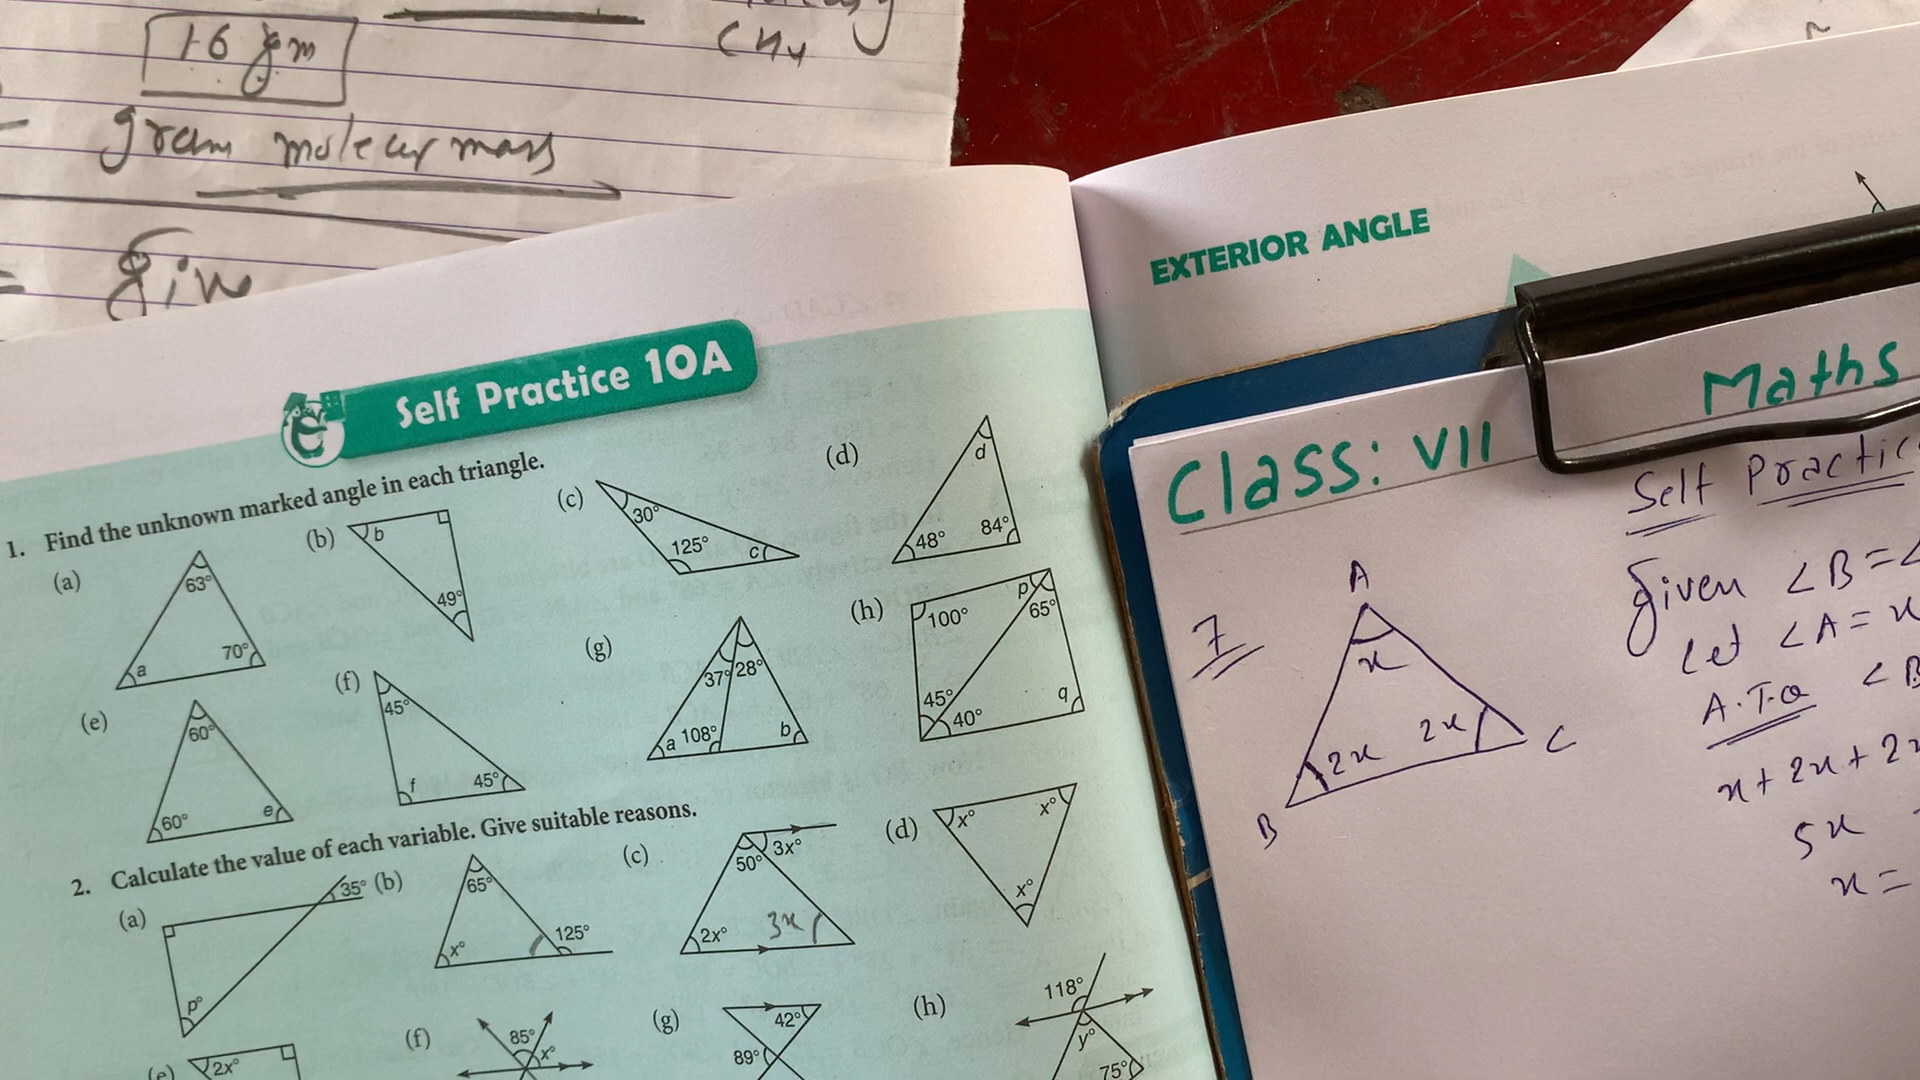 16 gm
CH4
gram molecular mass
=
Self Practice 10A
1. Find the unknown marked angle in each triangle.
(a) 63° 70° a
(b) b 49°
(c) 30° 125° c
(d) d 48° 84°
(e) 60° 60° e
(f) 45° f 45°
(g) 37° 28° a 108° b
(h) 100° p 65° 45° 40° q
2. Calculate the value of each variable. Give suitable reasons.
(a) 35° p°
(b) 65° x° 125°
(c) 50° 3x° 2x° 3x
(d) x° x° x°
(e) 2x°
(f) 85° x°
(g) 42° 89°
(h) 118° y° 75°
EXTERIOR ANGLE
Maths
Class: VII
Self Practic
7
A
x
2x 2x
B C
given ∠B = ∠
Let ∠A = x
A.T.Q ∠B
x + 2x + 2x
5x
x =